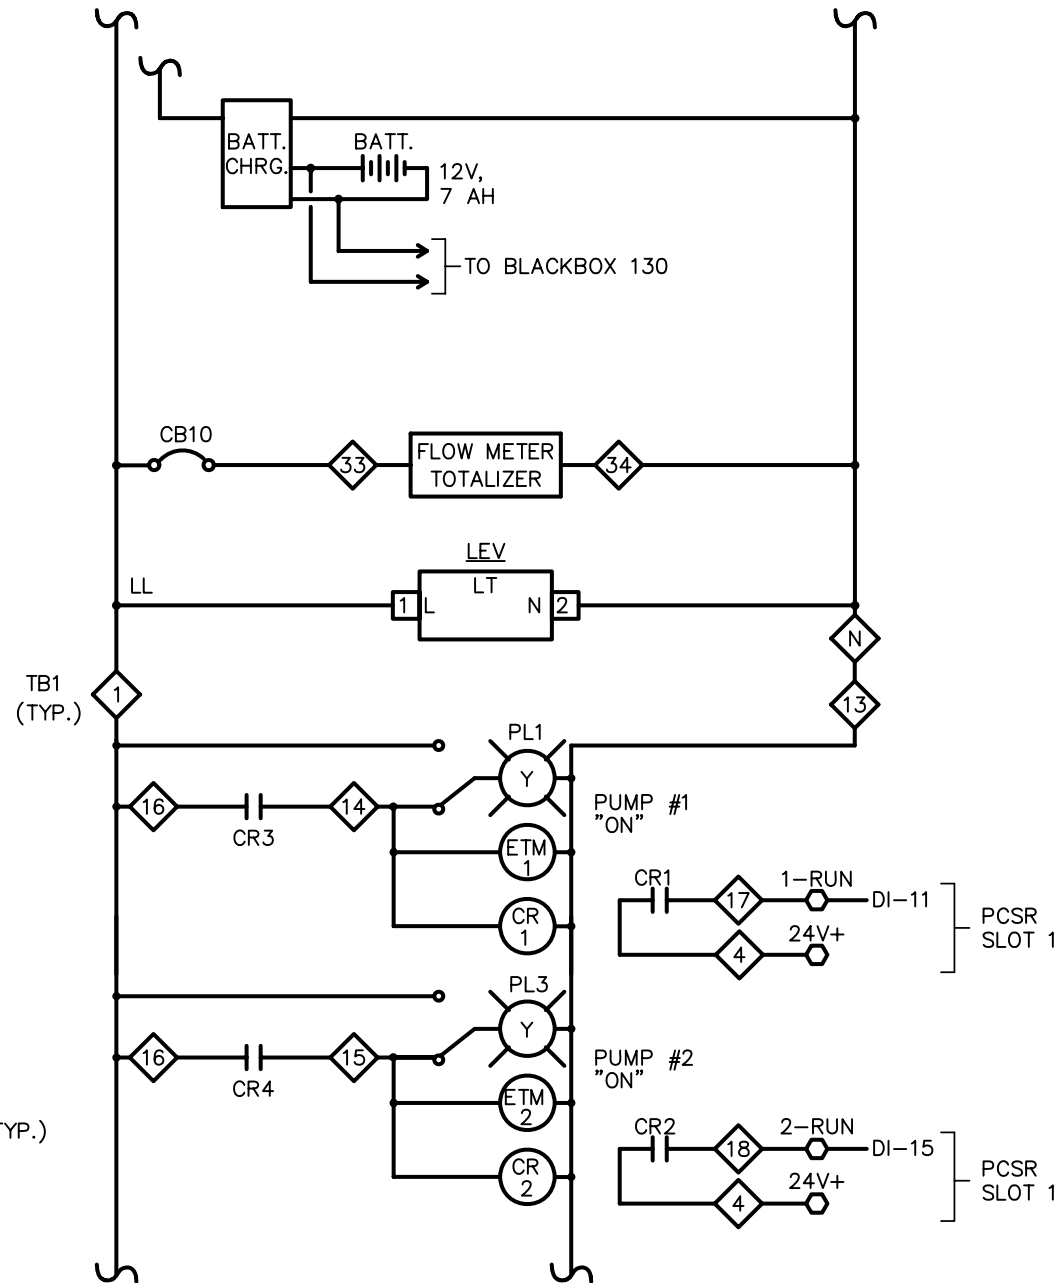 BATT.
CHRG.
BATT.
12V,
7 AH
TO BLACKBOX 130
CB10
33
FLOW METER
TOTALIZER
34
LEV
LL
LT
1
L
N
2
N
TB1
(TYP.)
1
13
PL1
Y
16
14
CR3
PUMP #1
"ON"
ETM
1
CR1
17
1-RUN
DI-11
PCSR
SLOT 1
CR
1
4
24V+
PL3
Y
16
15
CR4
PUMP #2
"ON"
ETM
2
TYP.)
CR2
18
2-RUN
DI-15
PCSR
SLOT 1
CR
2
4
24V+